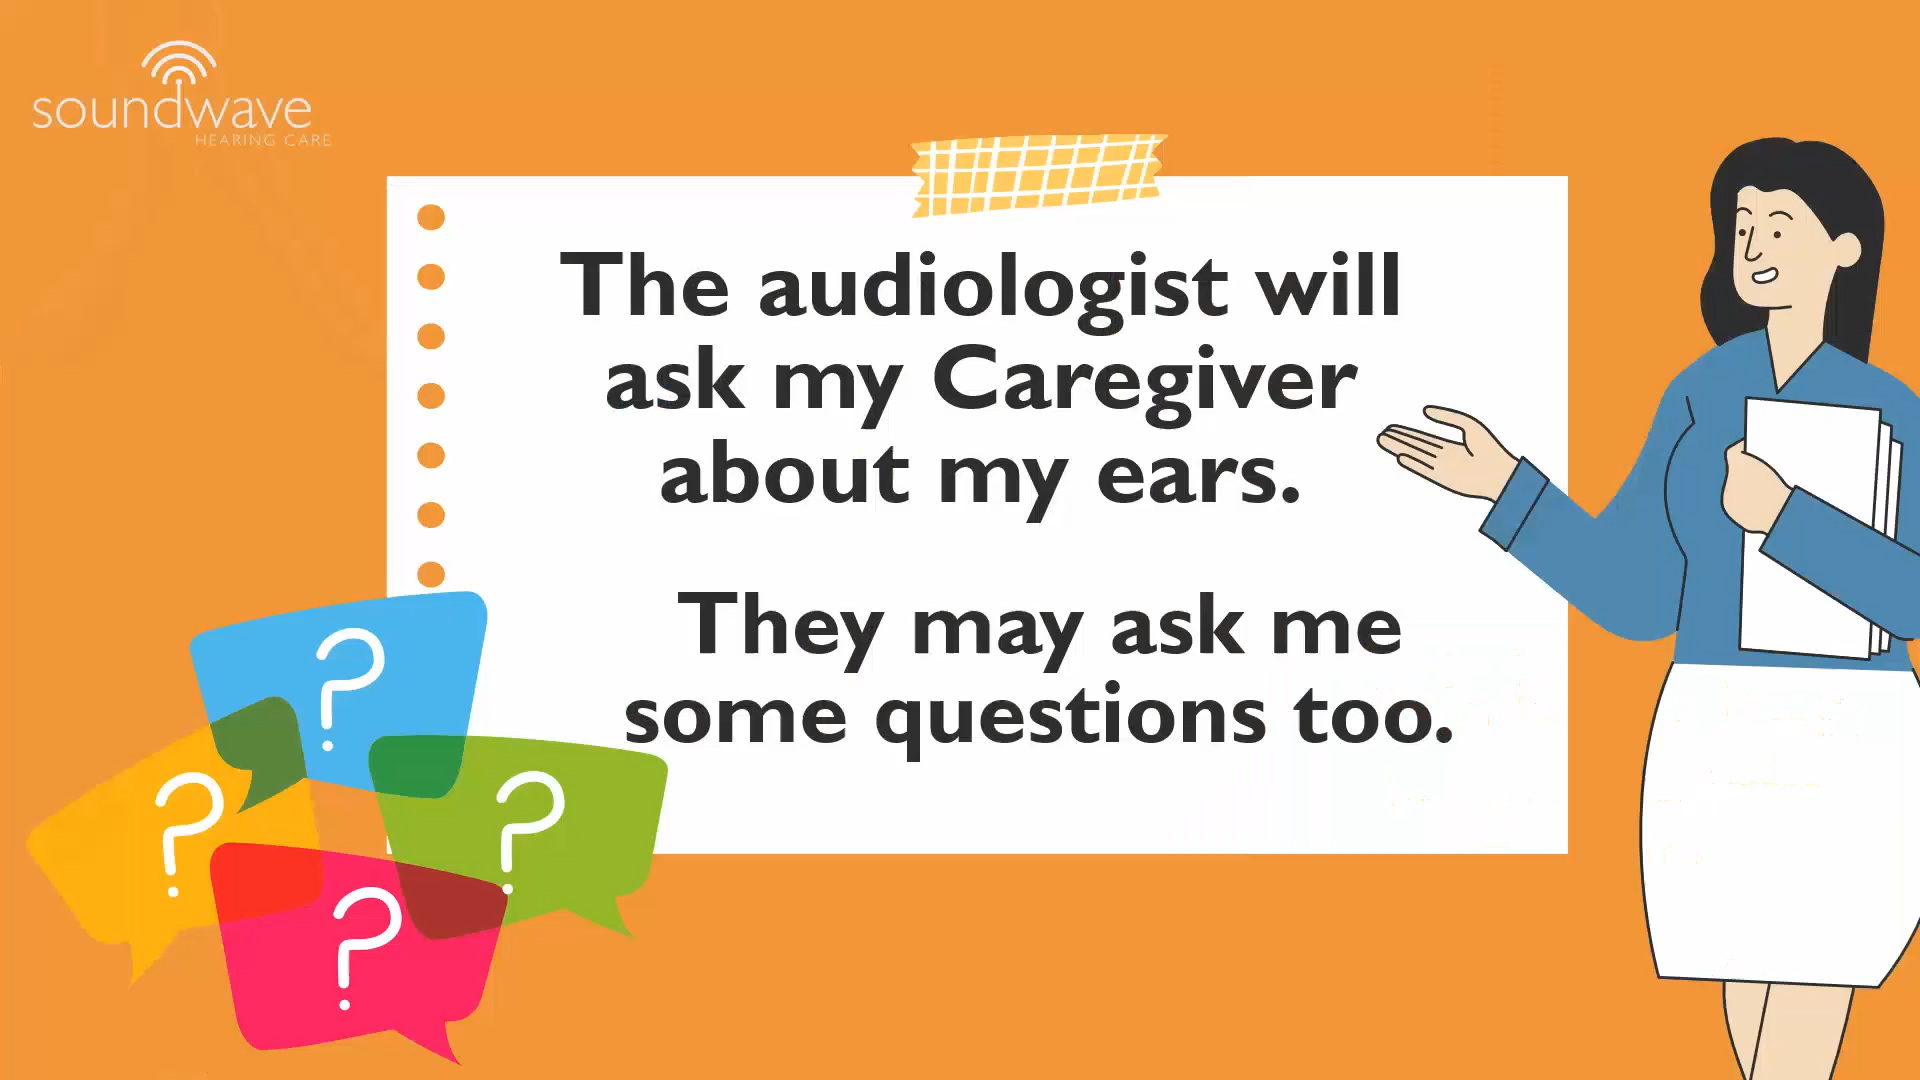 soundwave
HEARING CARE
The audiologist will
ask my Caregiver
about my ears.
They may ask me
some questions too.
?
?
?
?